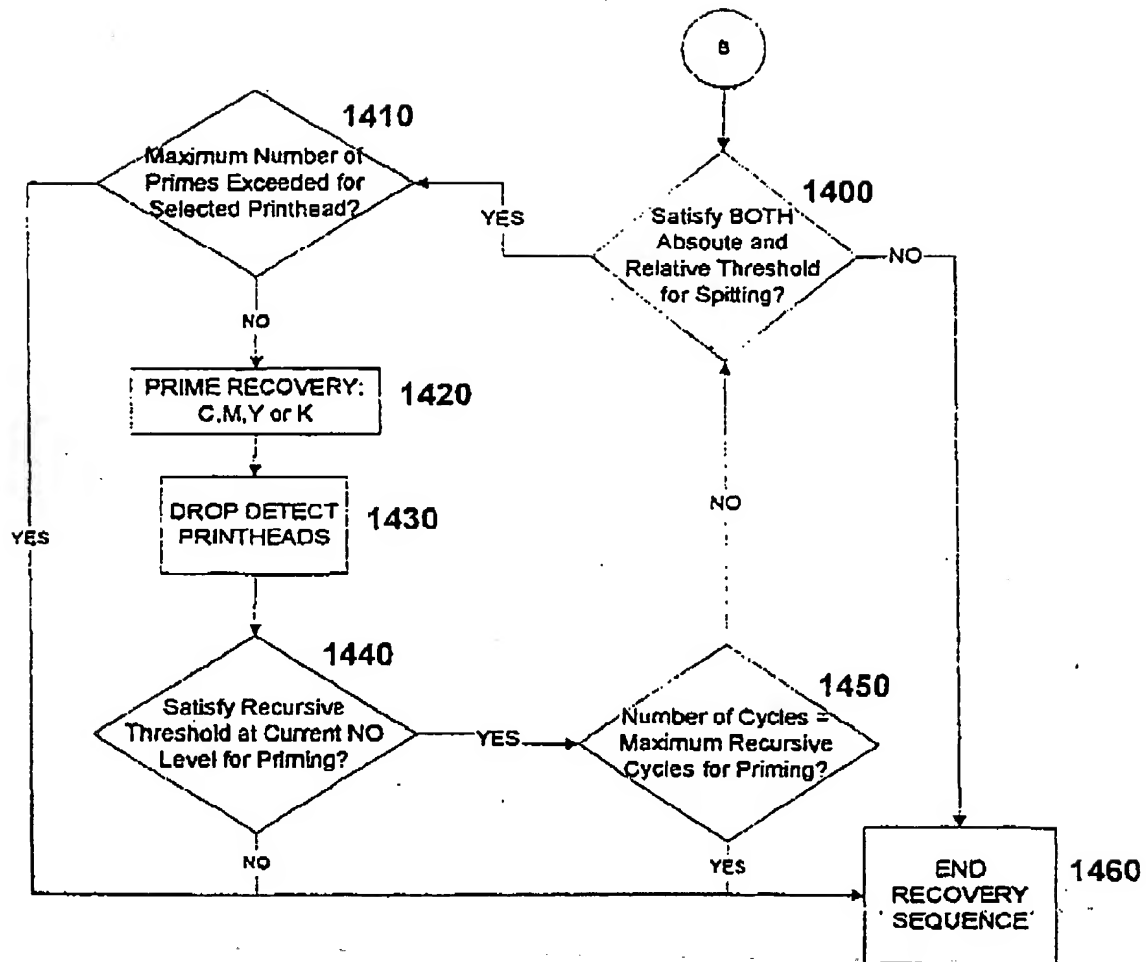 B
1400
Satisfy BOTH
Absoute and
Relative Threshold
for Spitting?
YES
NO
1410
Maximum Number of
Primes Exceeded for
Selected Printhead?
YES
NO
1420
PRIME RECOVERY:
C,M,Y or K
1430
DROP DETECT
PRINTHEADS
1440
Satisfy Recursive
Threshold at Current NO
Level for Priming?
YES
NO
1450
Number of Cycles =
Maximum Recursive
Cycles for Priming?
NO
YES
1460
END
RECOVERY
SEQUENCE